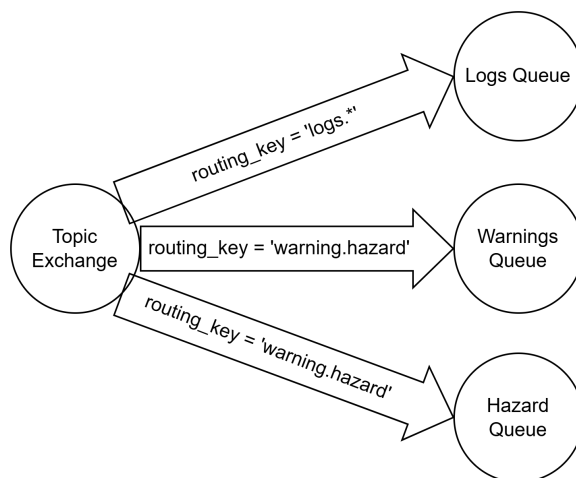 Logs Queue
routing_key = 'logs.*'
Topic
Exchange
routing_key = 'warning.hazard'
Warnings
Queue
routing_key = 'warning.hazard'
Hazard
Queue